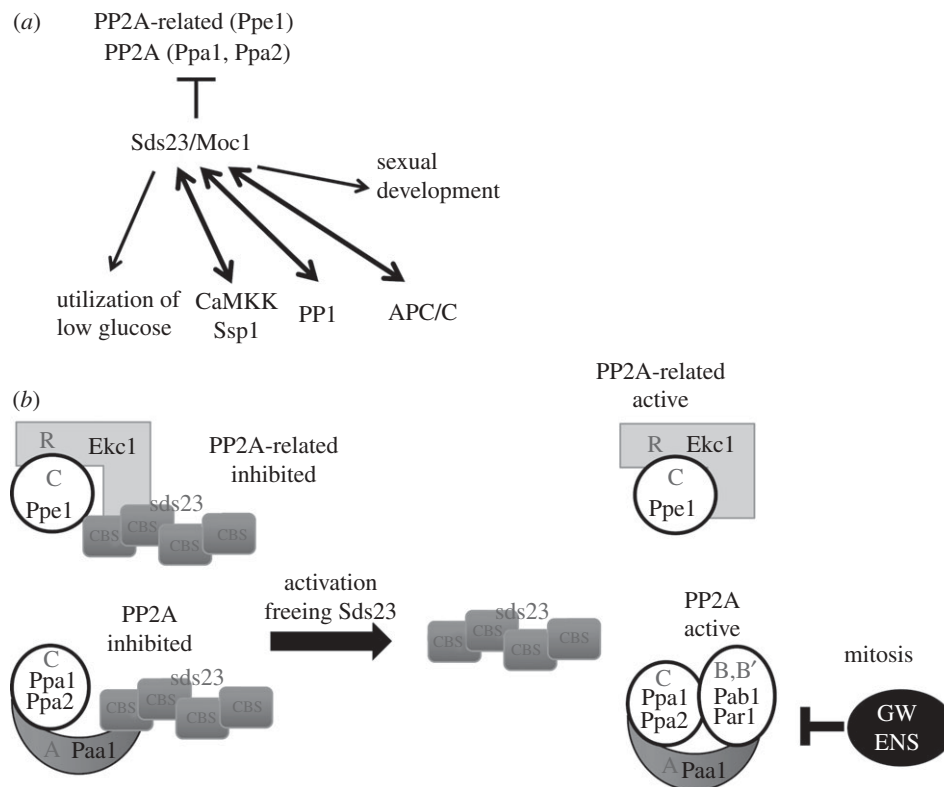 (a)
PP2A-related (Ppe1)
PP2A (Ppa1, Ppa2)
Sds23/Moc1
sexual
development
utilization of
low glucose
CaMKK
Ssp1
PP1
APC/C
(b)
R
Ekc1
C
Ppe1
sds23
CBS
CBS
CBS
CBS
PP2A-related
inhibited
PP2A-related
active
R
Ekc1
C
Ppe1
PP2A
inhibited
C
Ppa1
Ppa2
A Paa1
sds23
CBS
CBS
CBS
CBS
activation
freeing Sds23
sds23
CBS
CBS
CBS
CBS
PP2A
active
C
Ppa1
Ppa2
B,B′
Pab1
Par1
A Paa1
mitosis
GW
ENS